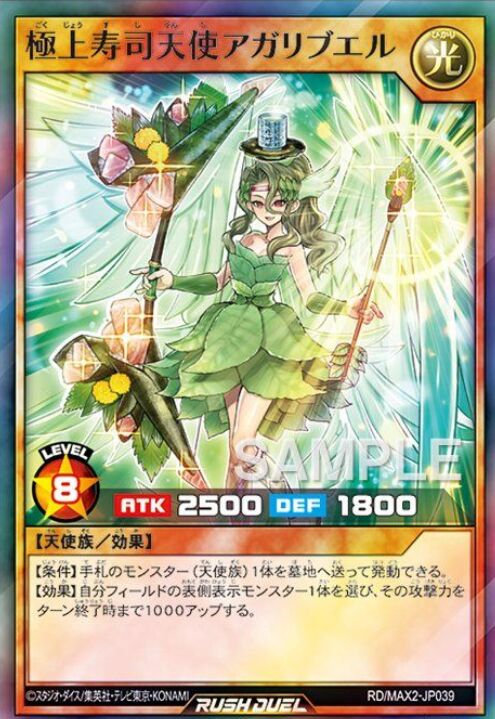 極上寿司天使アガリブエル
ごくじょうすしてんし
ひかり
光
SAMPLE
LEVEL
8
ATK 2500 DEF 1800
【天使族／効果】
【条件】手札のモンスター（天使族）1体を墓地へ送って発動できる。
【効果】自分フィールドの表側表示モンスター1体を選び、その攻撃力を
ターン終了時まで1000アップする。
©スタジオ・ダイス/集英社・テレビ東京・KONAMI
RUSH DUEL
RD/MAX2-JP039